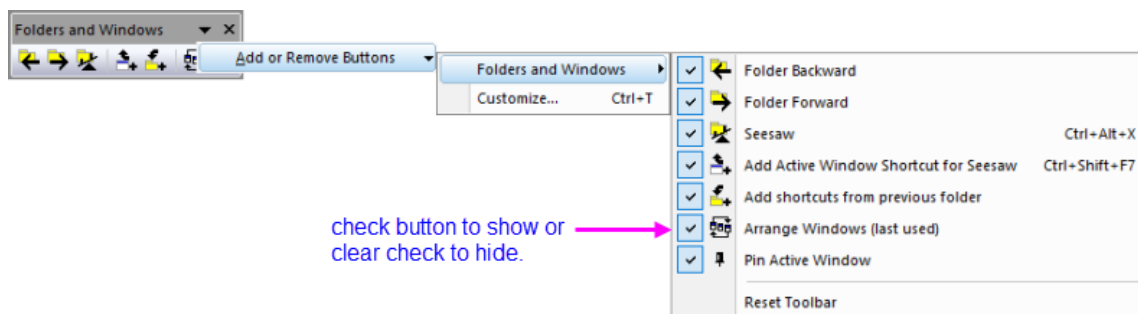 Folders and Windows
Add or Remove Buttons
Folders and Windows
Customize... Ctrl+T
Folder Backward
Folder Forward
Seesaw Ctrl+Alt+X
Add Active Window Shortcut for Seesaw Ctrl+Shift+F7
Add shortcuts from previous folder
Arrange Windows (last used)
Pin Active Window
Reset Toolbar
check button to show or
clear check to hide.